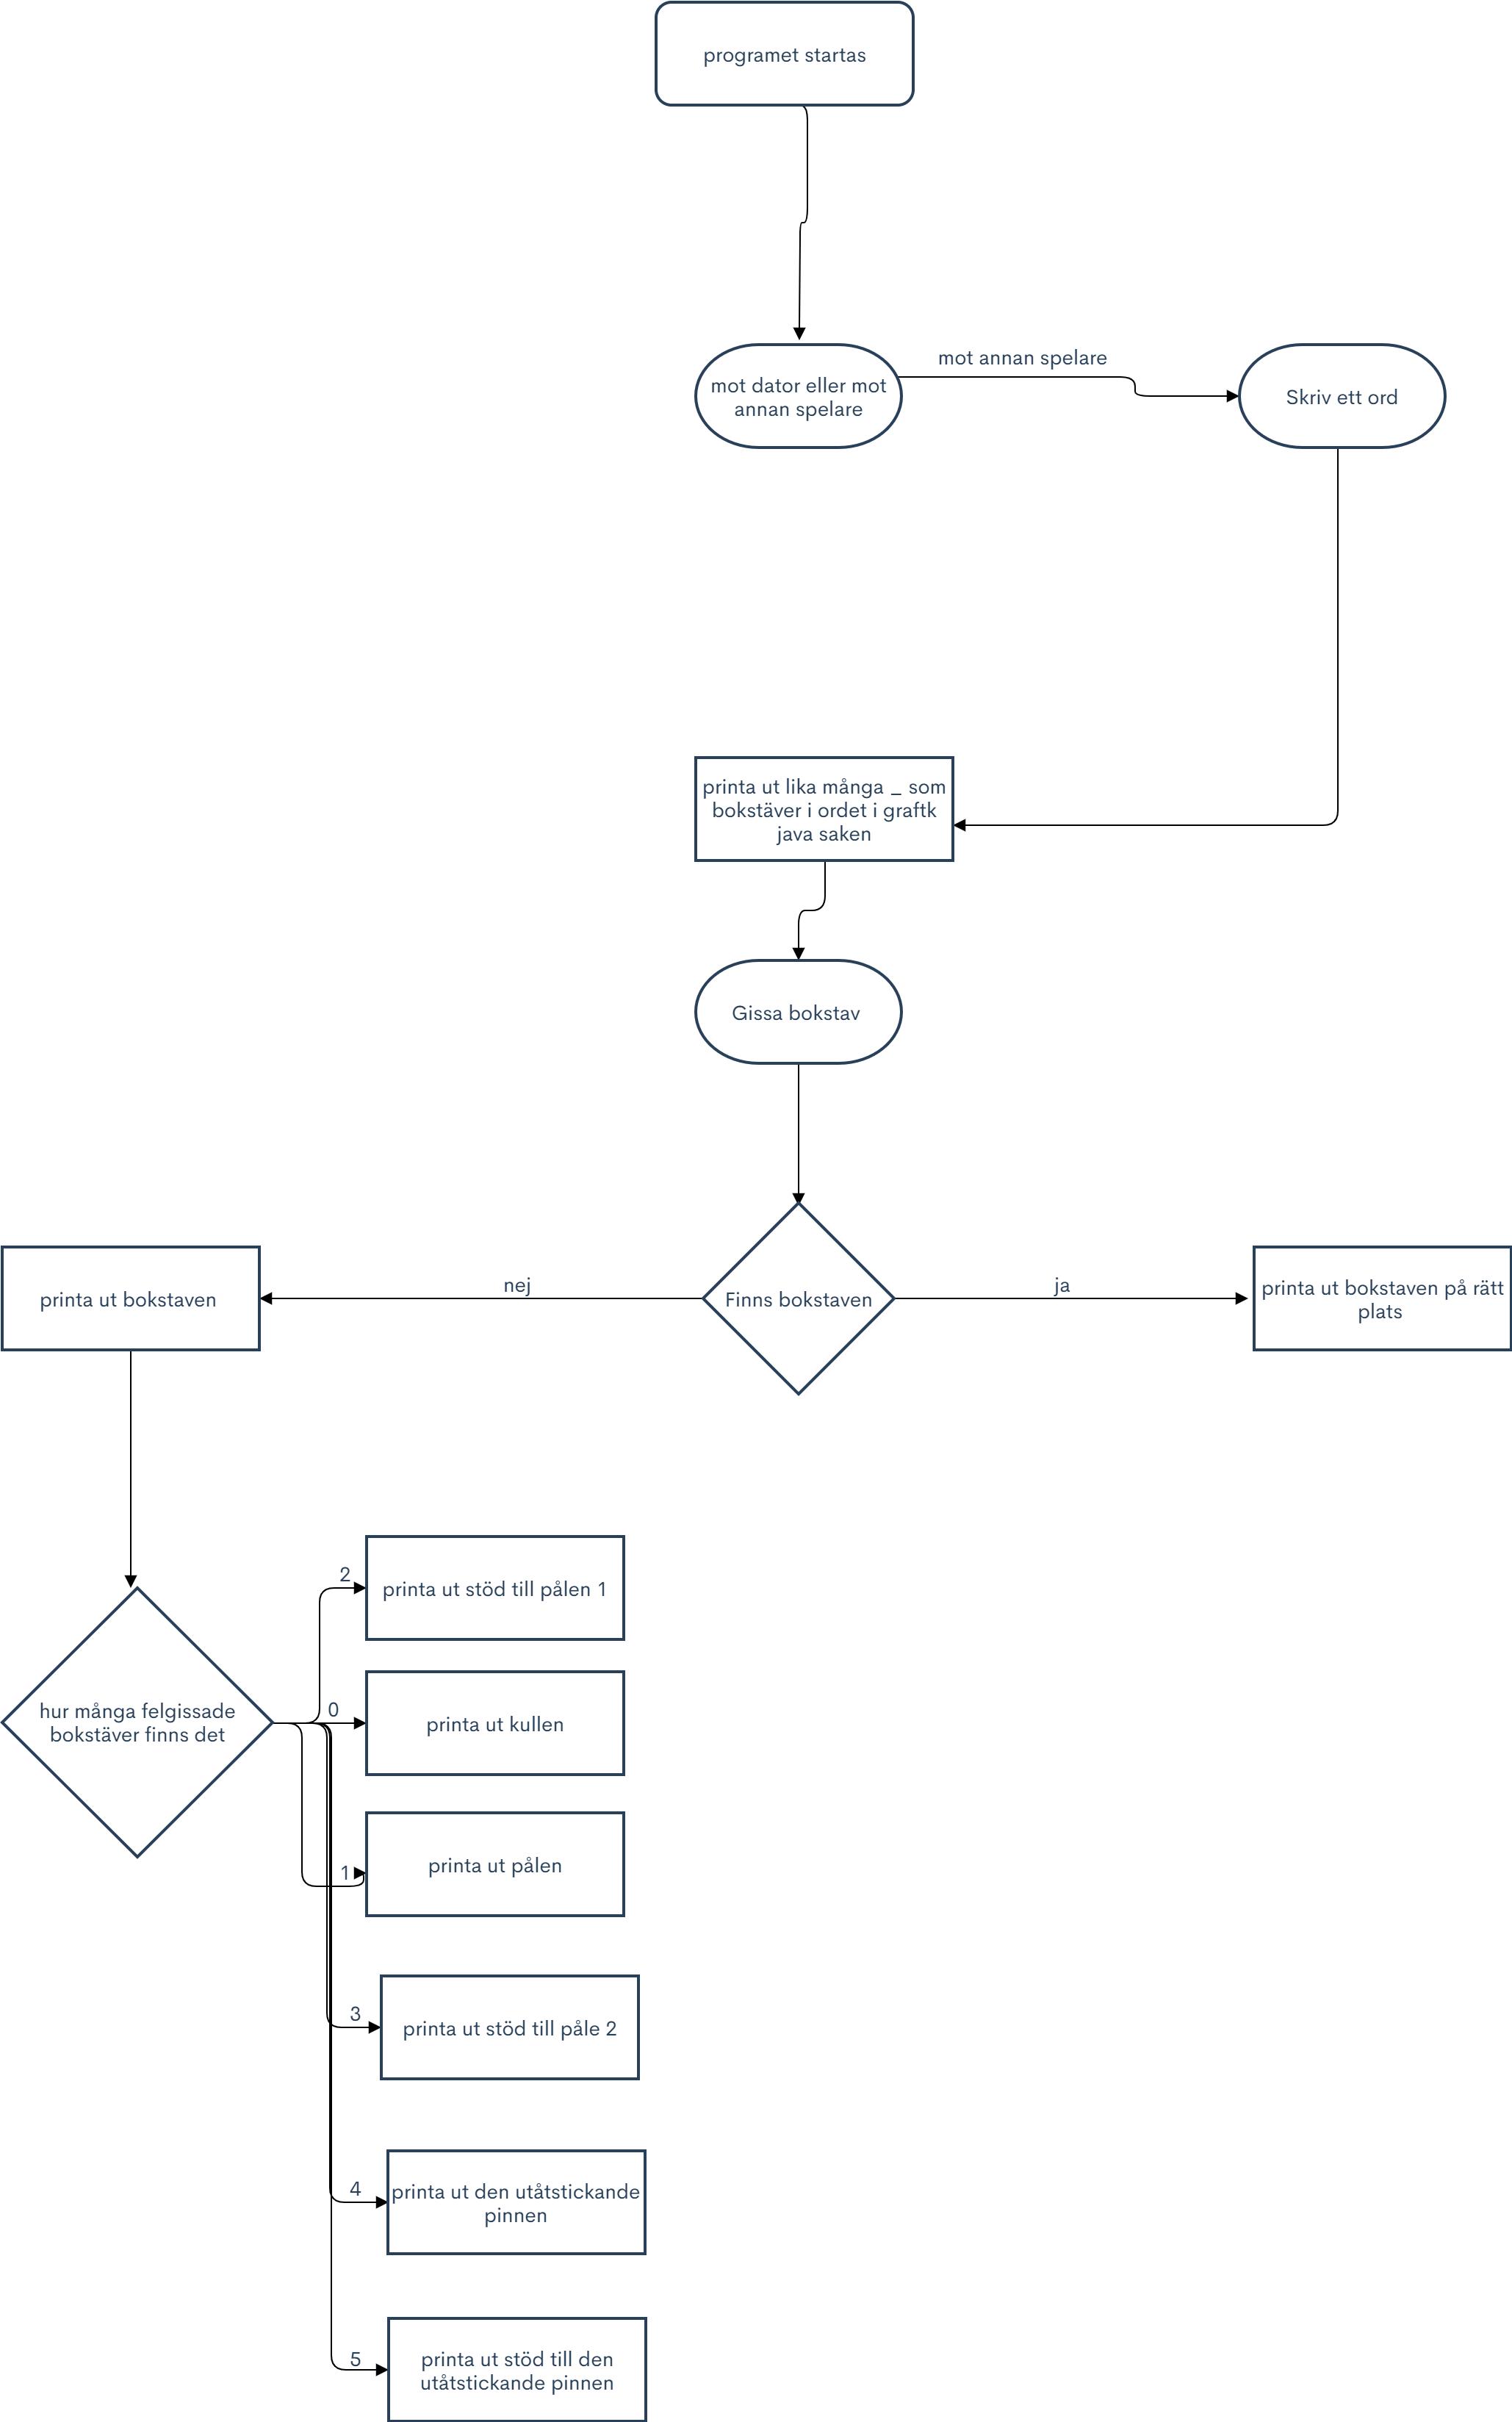 programet startas
mot annan spelare
mot dator eller mot
annan spelare
Skriv ett ord
printa ut lika många _ som
bokstäver i ordet i graftk
java saken
Gissa bokstav
nej
ja
printa ut bokstaven
Finns bokstaven
printa ut bokstaven på rätt
plats
2
printa ut stöd till pålen 1
hur många felgissade
bokstäver finns det
0
printa ut kullen
1
printa ut pålen
3
printa ut stöd till påle 2
4
printa ut den utåtstickande
pinnen
5
printa ut stöd till den
utåtstickande pinnen